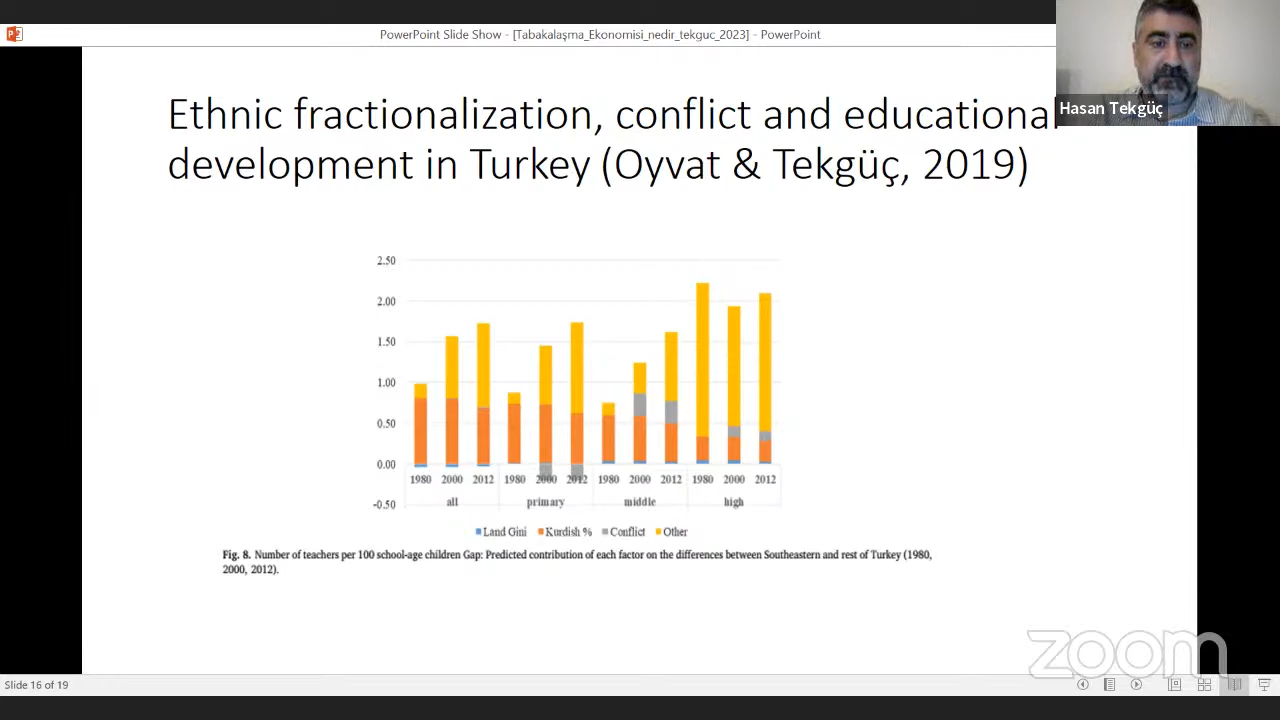 PowerPoint Slide Show - [Tabakalaşma_Ekonomisi_nedir_tekguc_2023] - PowerPoint
Hasan Tekgüç
Ethnic fractionalization, conflict and educational
development in Turkey (Oyvat & Tekgüç, 2019)
2.50
2.00
1.50
1.00
0.50
0.00
-0.50
1980 2000 2012 1980 2000 2012 1980 2000 2012 1980 2000 2012
all primary middle high
Land Gini Kurdish % Conflict Other
Fig. 8. Number of teachers per 100 school-age children Gap: Predicted contribution of each factor on the differences between Southeastern and rest of Turkey (1980,
2000, 2012).
zoom
Slide 16 of 19